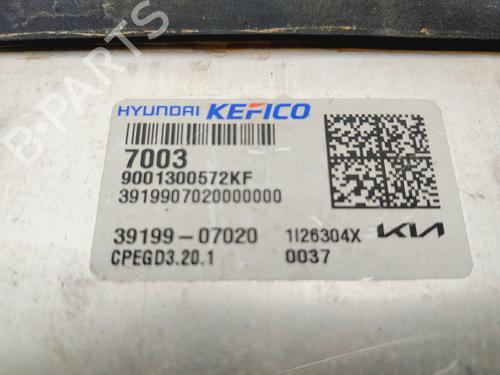 HYUNDAI KEFICO
7003
9001300572KF
3919907020000000
39199-07020 1I26304X KIA
CPEGD3.20.1 0037
B-PARTS